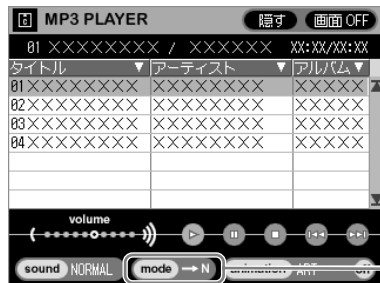 MP3 PLAYER 隠す 画面 OFF
01 XXXXXXXX / XXXXXX XX:XX/XX:XX
タイトル ▼ アーティスト ▼ アルバム ▼
01XXXXXXXX XXXXXXXX XXXXX
02XXXXXXXX XXXXXXXX XXXXX
03XXXXXXXX XXXXXXXX XXXXX
04XXXXXXXX XXXXXXXX XXXXX
volume
sound NORMAL mode → N animation ART off